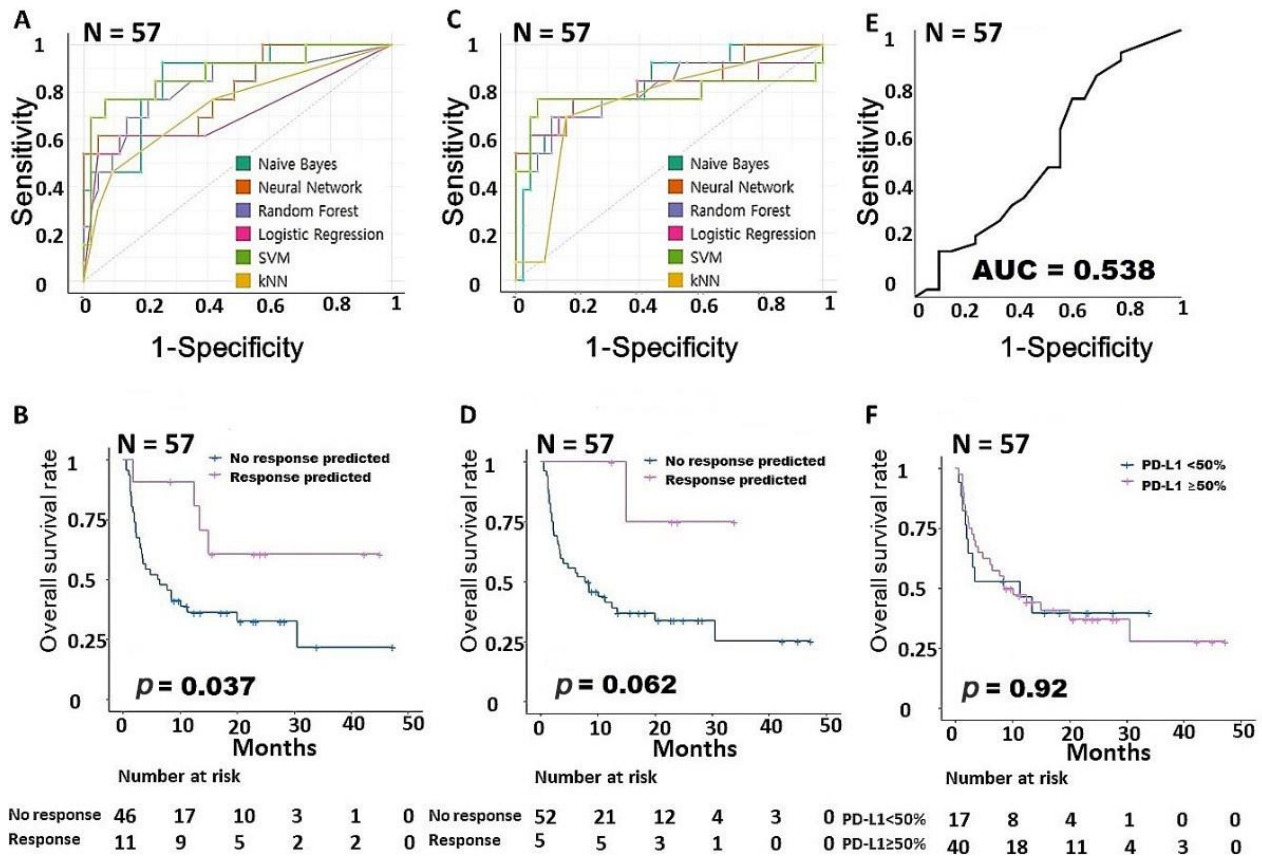 A
N = 57
1
0.8
0.6
0.4
0.2
0
Sensitivity
Naive Bayes
Neural Network
Random Forest
Logistic Regression
SVM
kNN
0 0.2 0.4 0.6 0.8 1
1-Specificity
C
N = 57
1
0.8
0.6
0.4
0.2
0
Sensitivity
Naive Bayes
Neural Network
Random Forest
Logistic Regression
SVM
kNN
0 0.2 0.4 0.6 0.8 1
1-Specificity
E
N = 57
1
0.8
0.6
0.4
0.2
0
Sensitivity
AUC = 0.538
0 0.2 0.4 0.6 0.8 1
1-Specificity
B
N = 57
No response predicted
Response predicted
1
0.75
0.5
0.25
0
Overall survival rate
p = 0.037
0 10 20 30 40 50
Months
Number at risk
No response 46 17 10 3 1 0
Response 11 9 5 2 2 0
D
N = 57
No response predicted
Response predicted
1
0.75
0.5
0.25
0
Overall survival rate
p = 0.062
0 10 20 30 40 50
Months
Number at risk
No response 52 21 12 4 3 0
Response 5 5 3 1 0 0
F
N = 57
PD-L1 <50%
PD-L1 ≥50%
1
0.75
0.5
0.25
0
Overall survival rate
p = 0.92
0 10 20 30 40 50
Months
Number at risk
PD-L1<50% 17 8 4 1 0 0
PD-L1≥50% 40 18 11 4 3 0